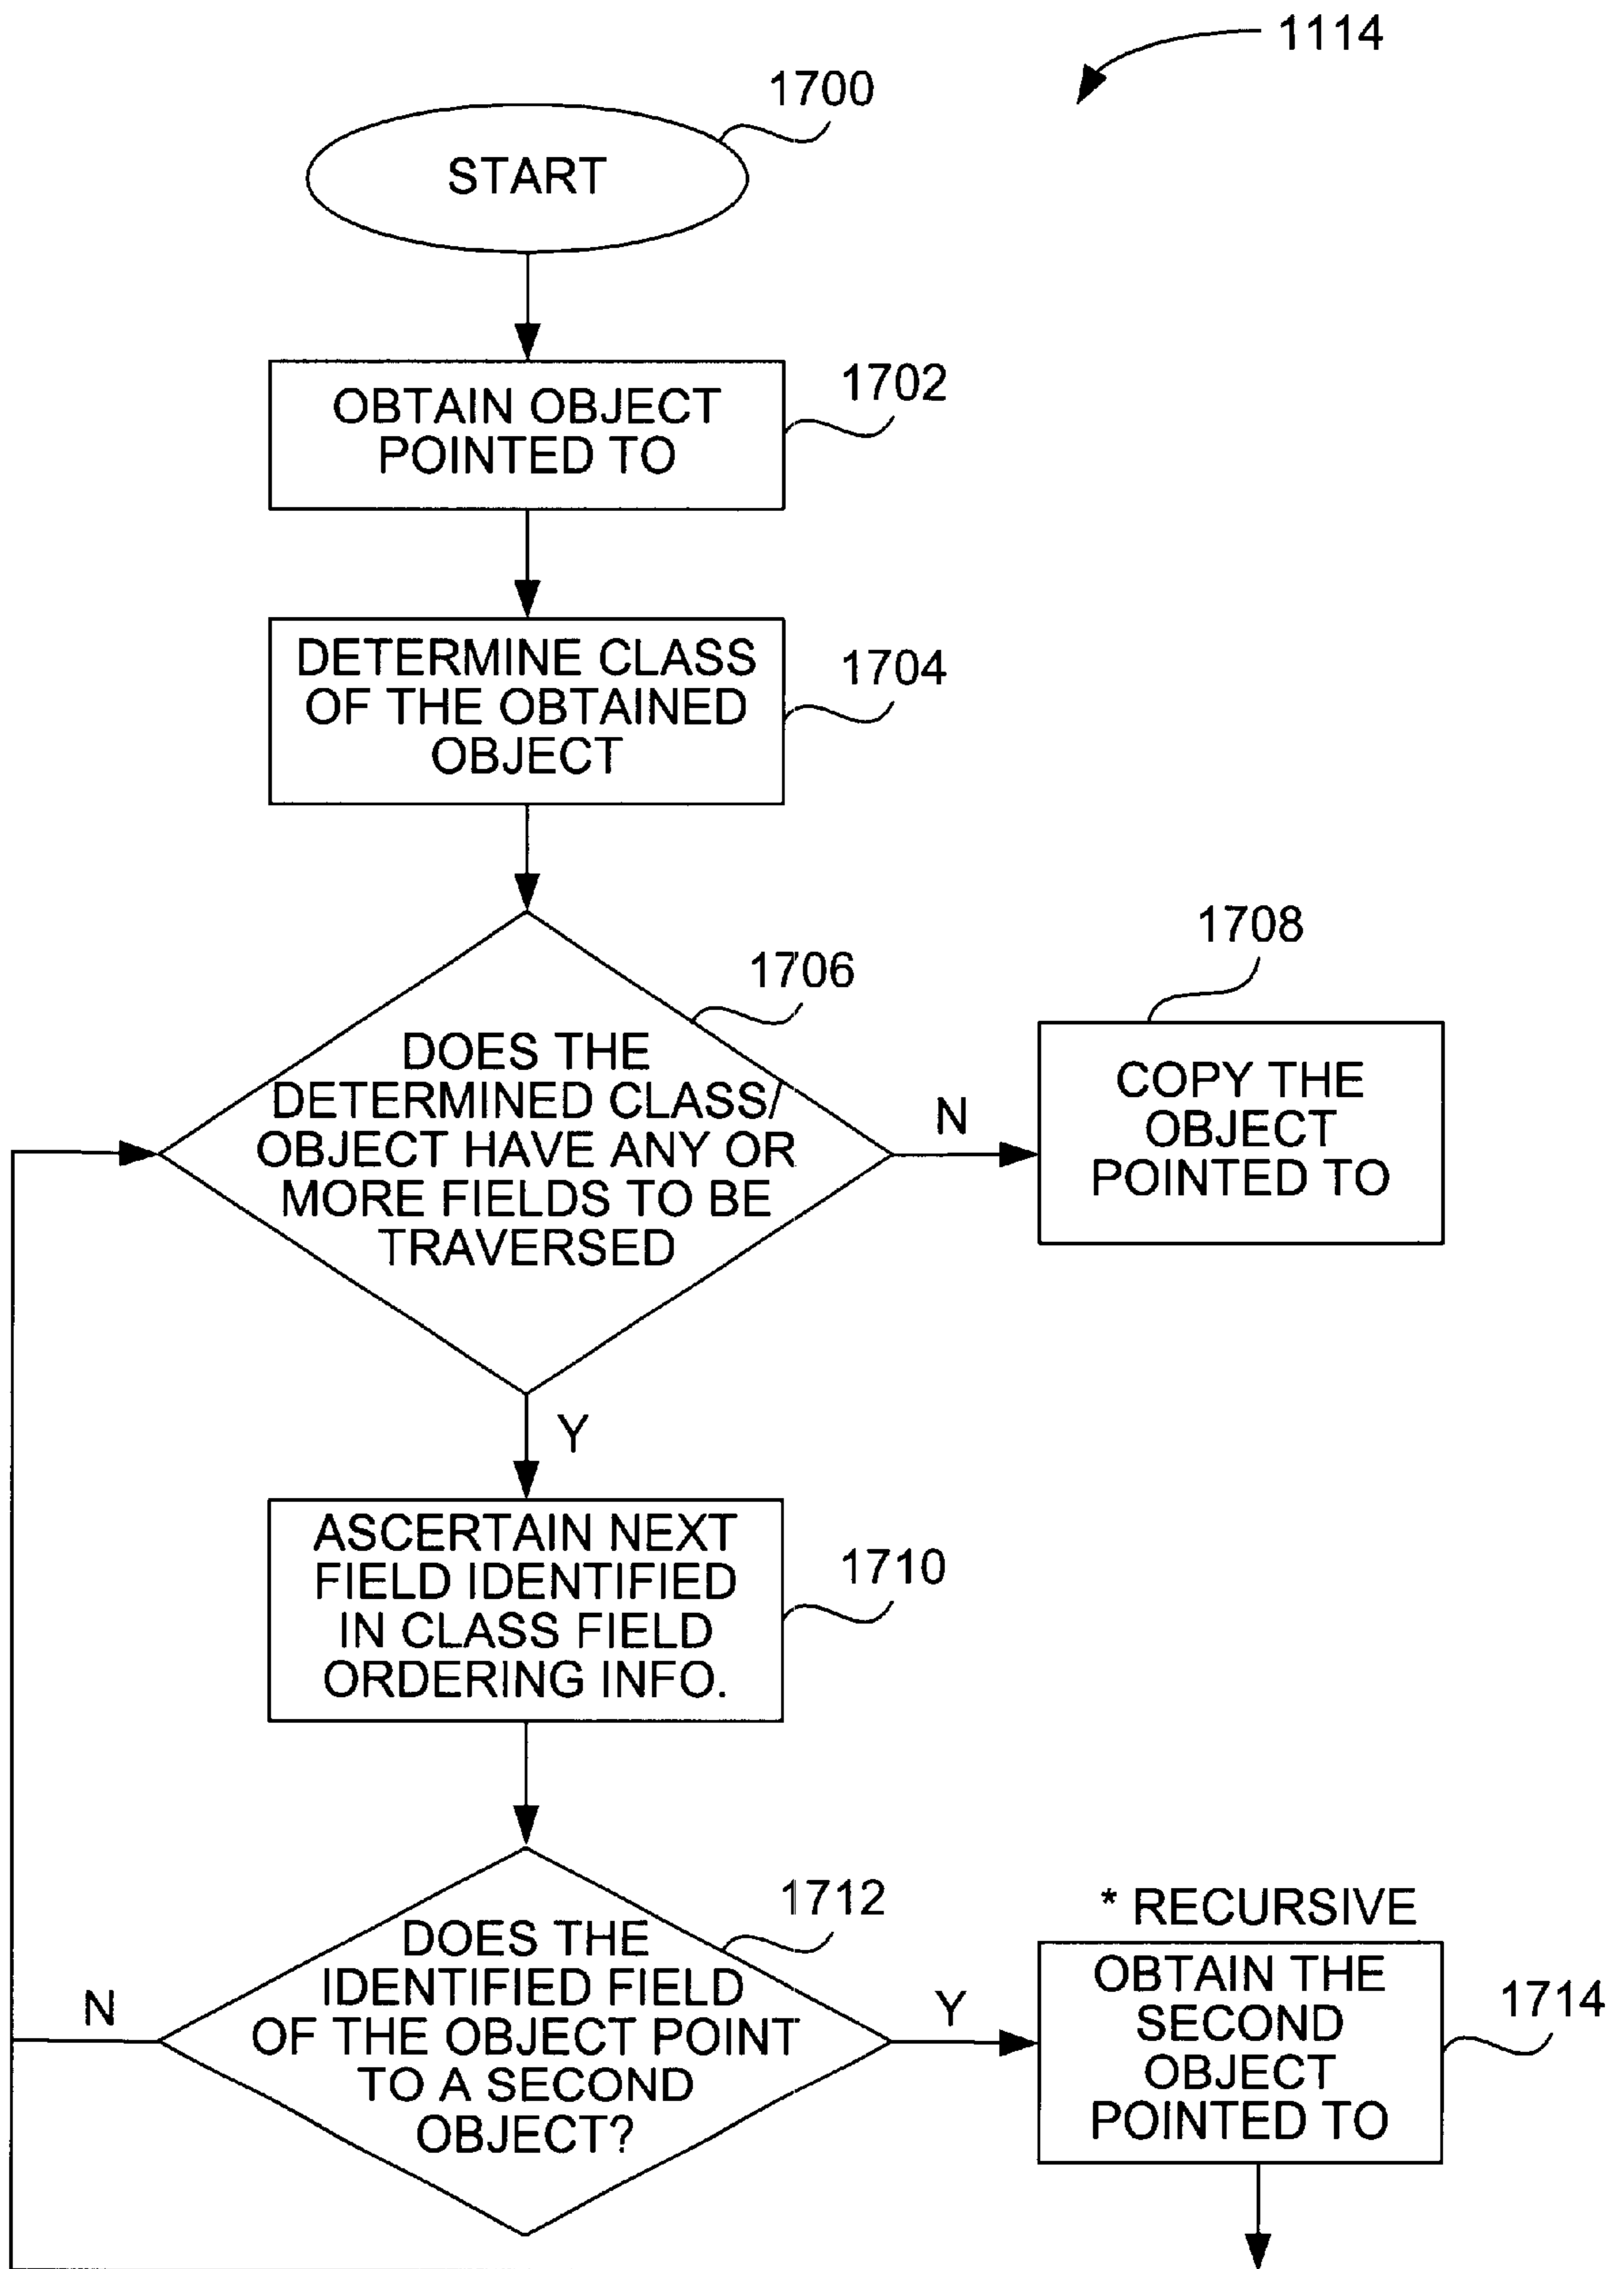 1114
1700
START
1702
OBTAIN OBJECT
POINTED TO
1704
DETERMINE CLASS
OF THE OBTAINED
OBJECT
1706
DOES THE
DETERMINED CLASS/
OBJECT HAVE ANY OR
MORE FIELDS TO BE
TRAVERSED
N
1708
COPY THE
OBJECT
POINTED TO
Y
ASCERTAIN NEXT
FIELD IDENTIFIED
IN CLASS FIELD
ORDERING INFO.
1710
1712
DOES THE
IDENTIFIED FIELD
OF THE OBJECT POINT
TO A SECOND
OBJECT?
N
Y
* RECURSIVE
OBTAIN THE
SECOND
OBJECT
POINTED TO
1714